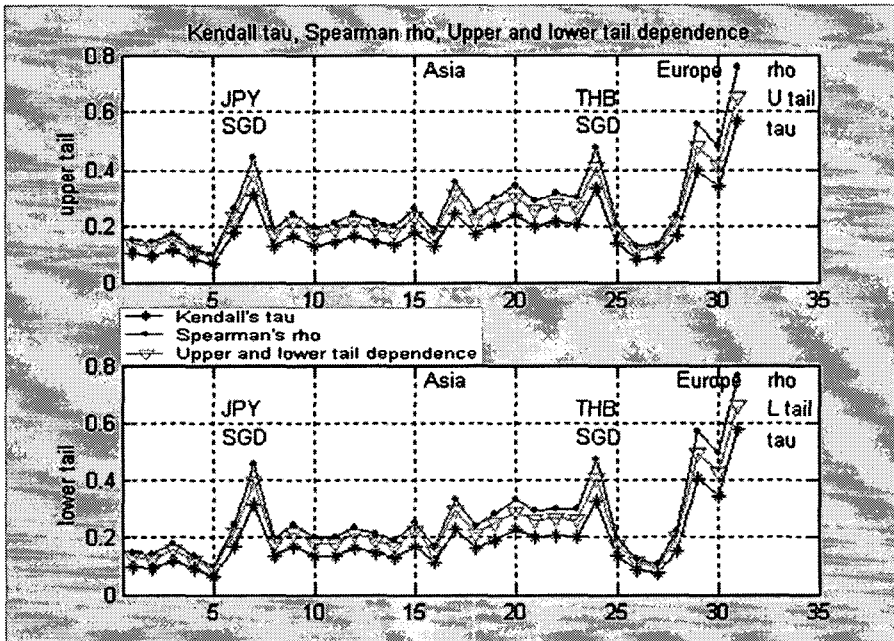 Kendall tau, Spearman rho, Upper and lower tail dependence
0.8
0.6
0.4
0.2
0
upper tail
Asia
Europe
rho
JPY
SGD
THB
SGD
U tail
tau
5
10
15
20
25
30
35
Kendall's tau
Spearman's rho
Upper and lower tail dependence
0.8
0.6
0.4
0.2
0
lower tail
Asia
Europe
rho
JPY
SGD
THB
SGD
L tail
tau
0
5
10
15
20
25
30
35